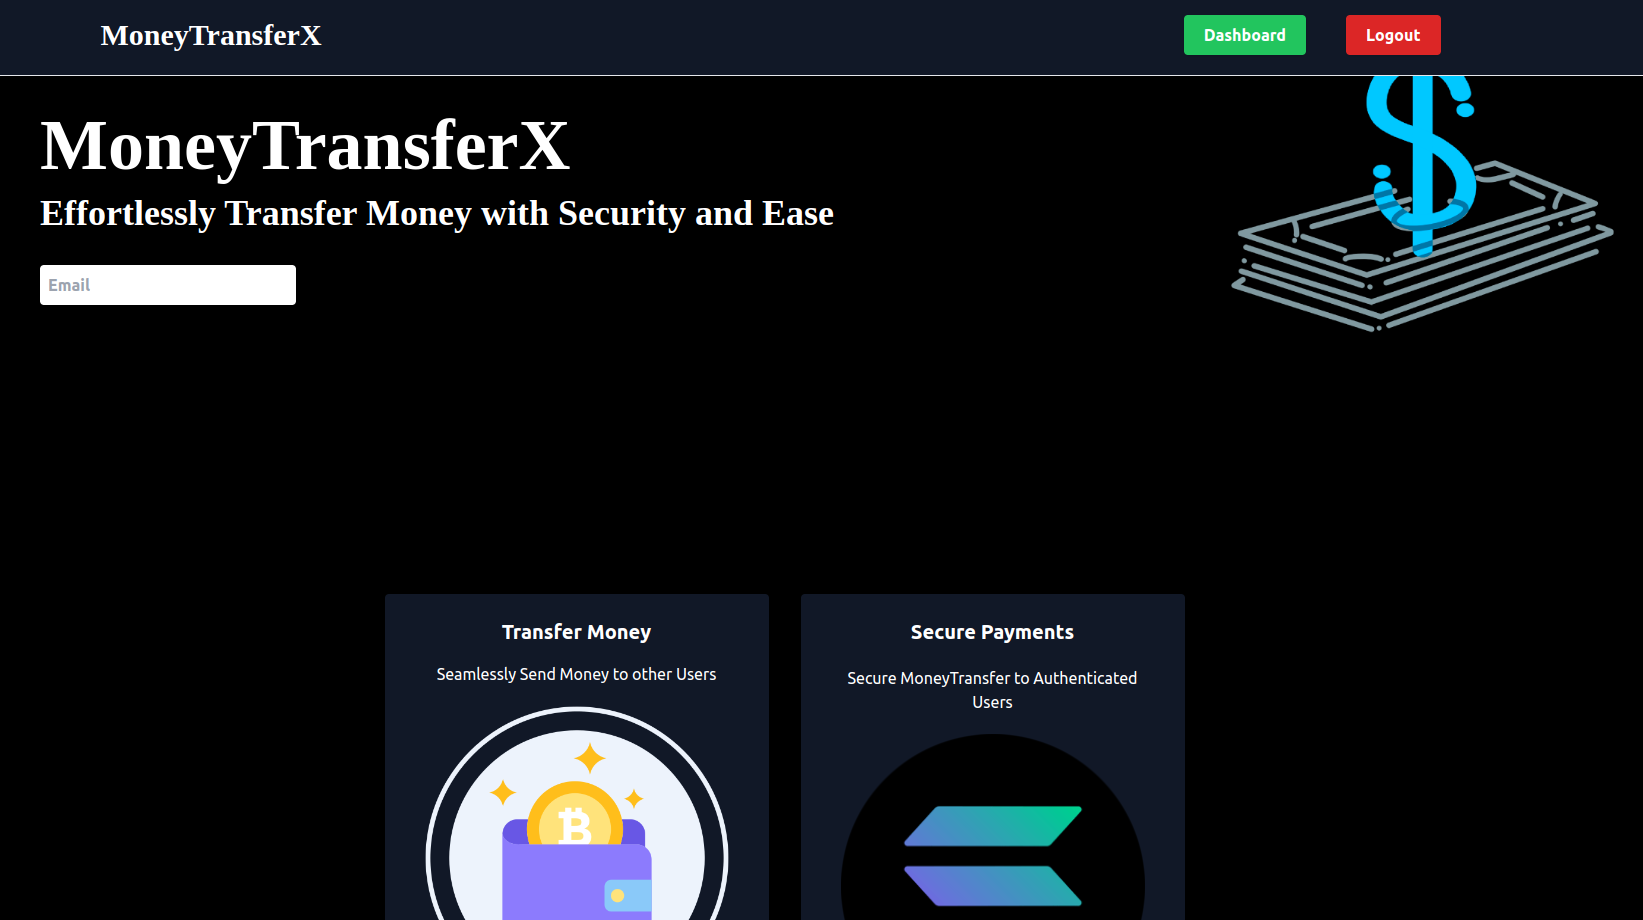 MoneyTransferX
Dashboard
Logout
MoneyTransferX
Effortlessly Transfer Money with Security and Ease
Email
Transfer Money
Seamlessly Send Money to other Users
Secure Payments
Secure MoneyTransfer to Authenticated
Users